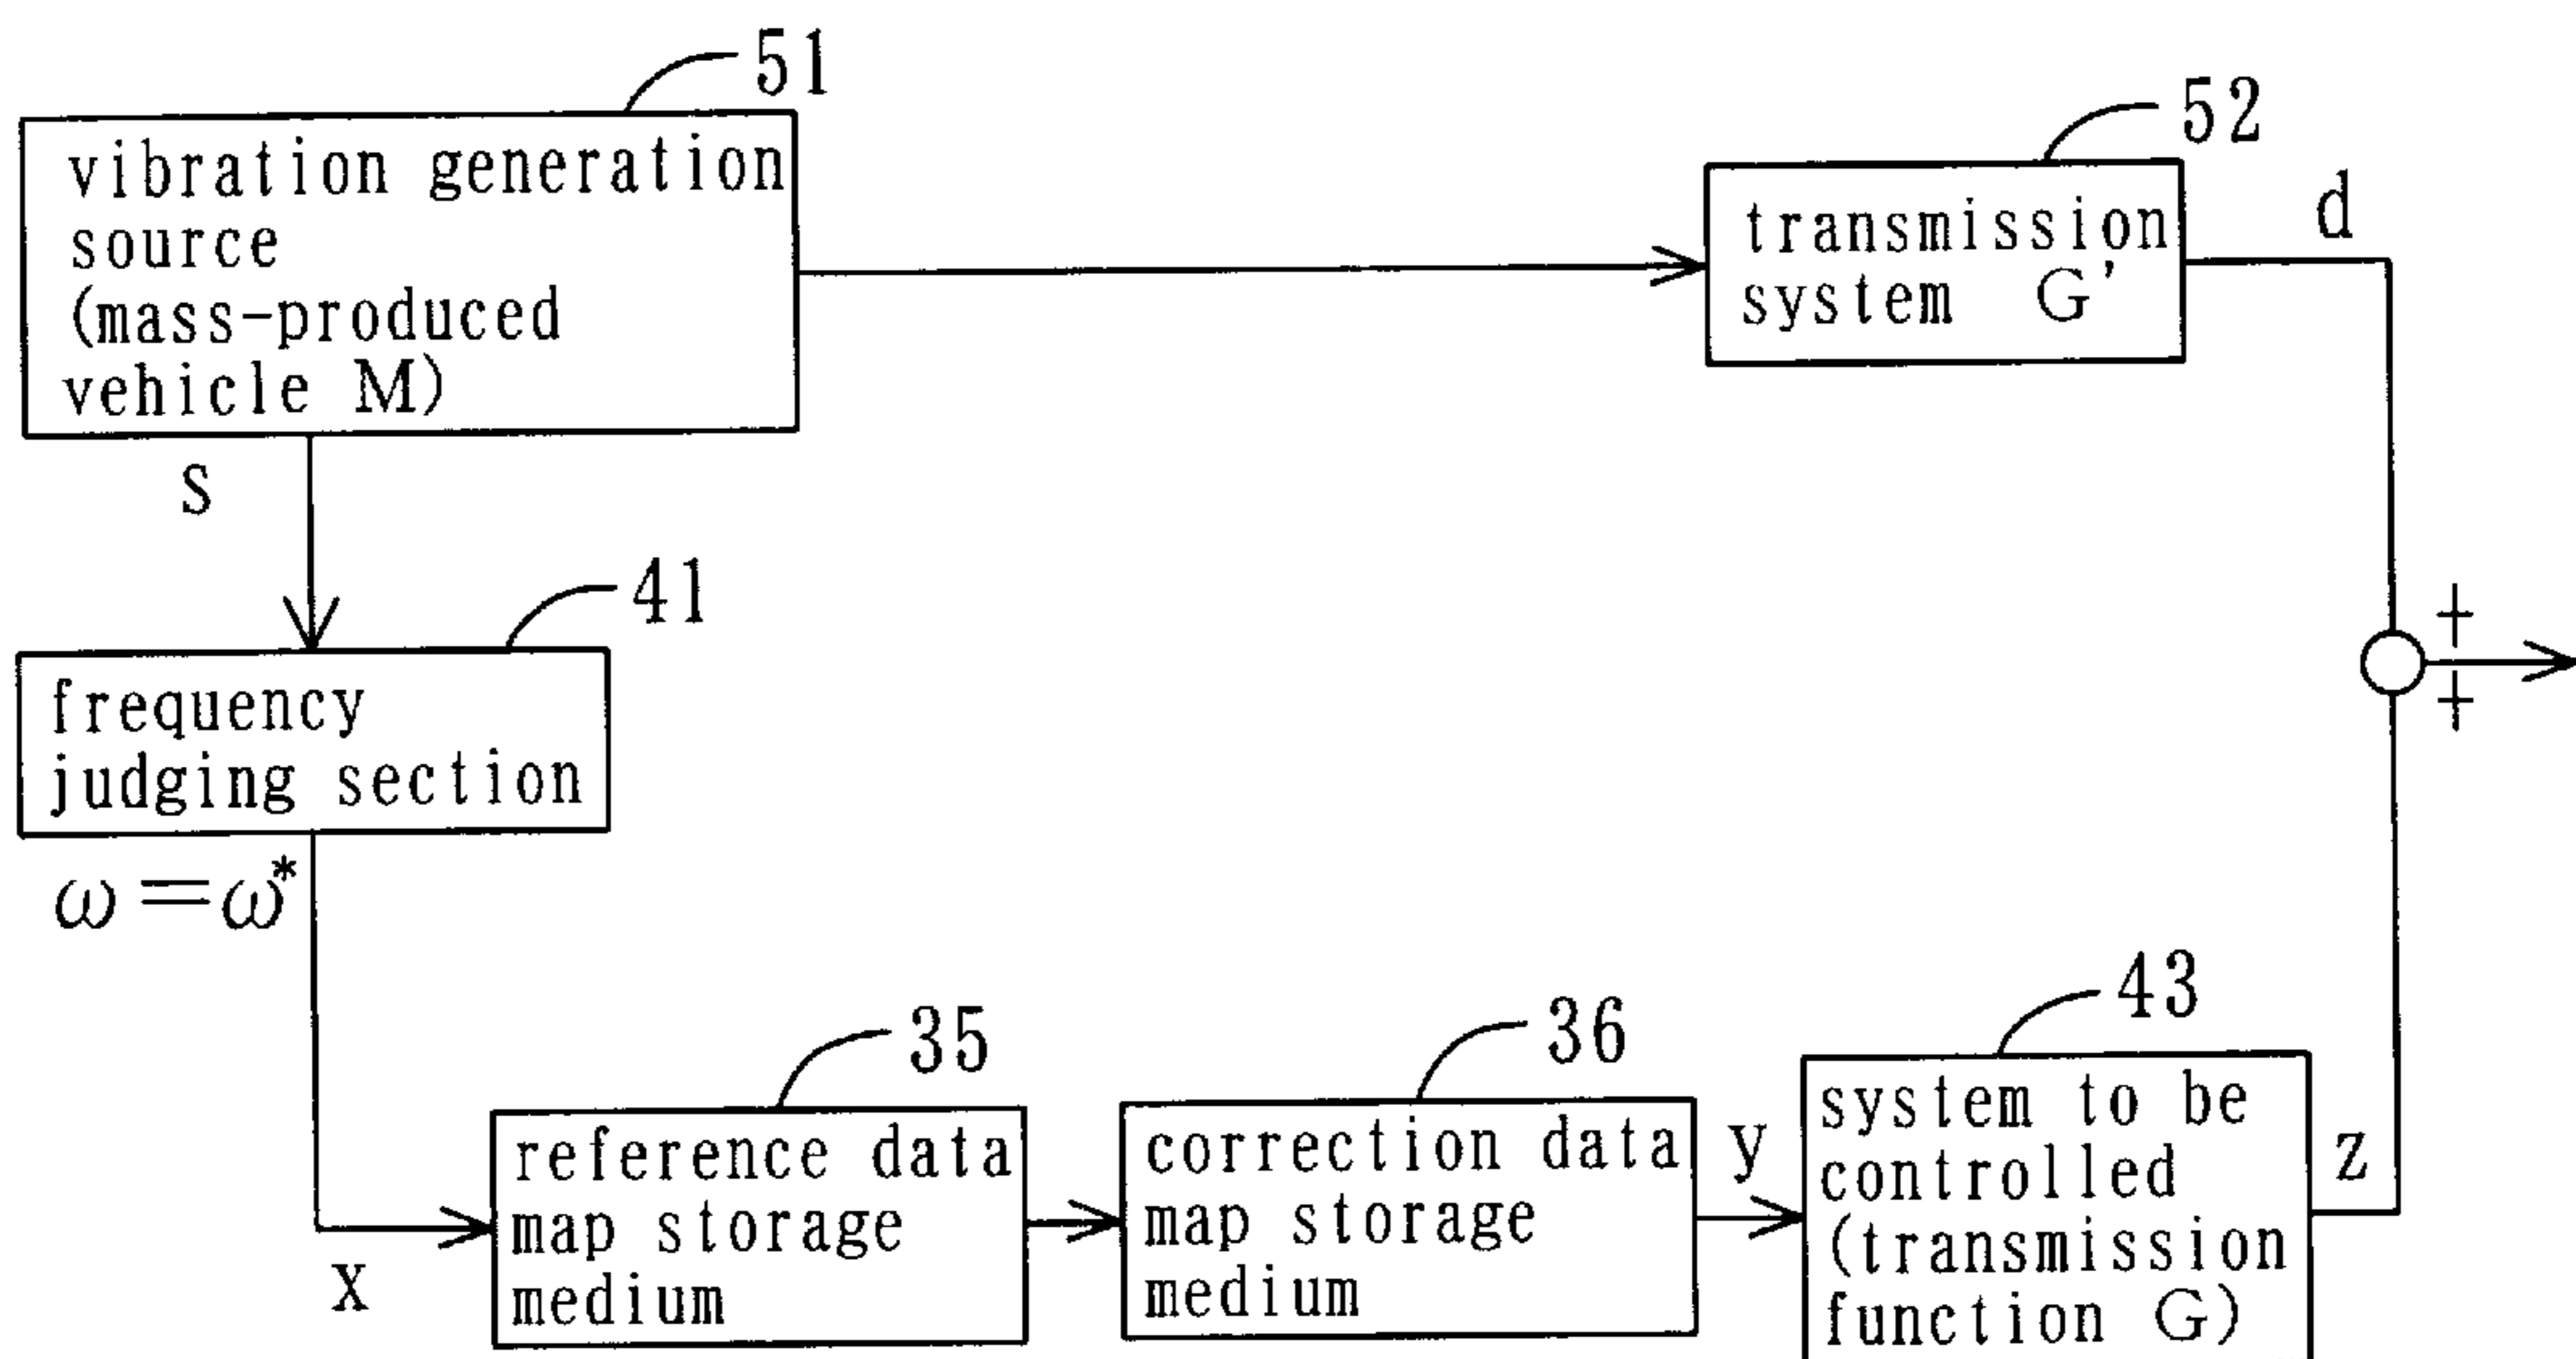 51
vibration generation
source
(mass-produced
vehicle M)
52
transmission
system G'
d
s
41
frequency
judging section
+
+
ω=ω*
x
35
reference data
map storage
medium
36
correction data
map storage
medium
y
43
system to be
controlled
(transmission
function G)
z